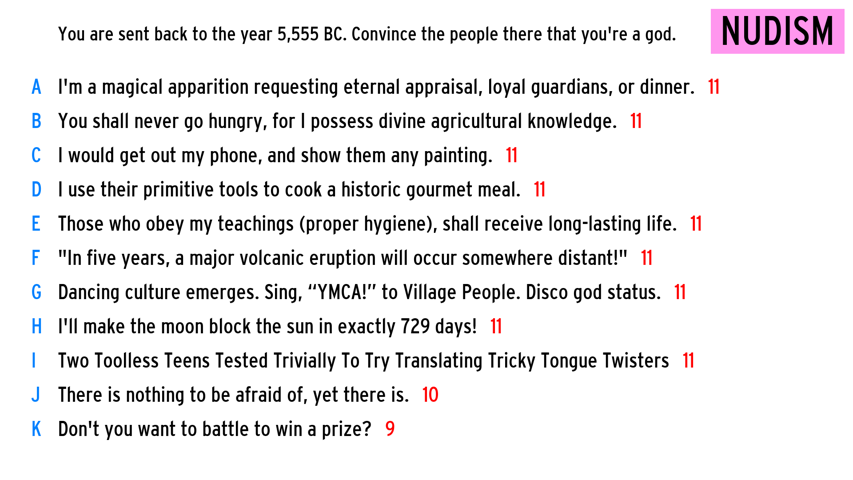 You are sent back to the year 5,555 BC. Convince the people there that you're a god.
NUDISM
A I'm a magical apparition requesting eternal appraisal, loyal guardians, or dinner. 11
B You shall never go hungry, for I possess divine agricultural knowledge. 11
C I would get out my phone, and show them any painting. 11
D I use their primitive tools to cook a historic gourmet meal. 11
E Those who obey my teachings (proper hygiene), shall receive long-lasting life. 11
F "In five years, a major volcanic eruption will occur somewhere distant!" 11
G Dancing culture emerges. Sing, “YMCA!” to Village People. Disco god status. 11
H I'll make the moon block the sun in exactly 729 days! 11
I Two Toolless Teens Tested Trivially To Try Translating Tricky Tongue Twisters 11
J There is nothing to be afraid of, yet there is. 10
K Don't you want to battle to win a prize? 9